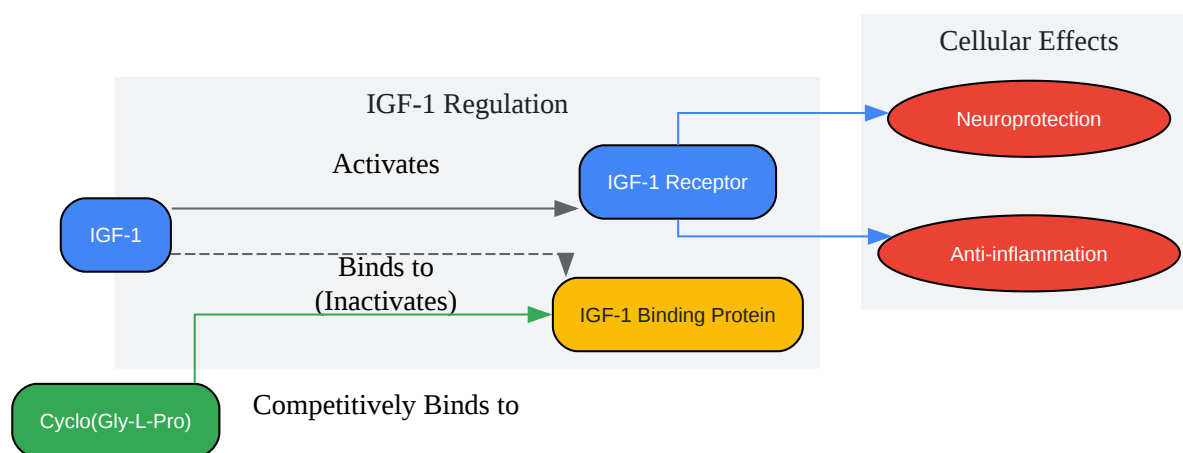 Cellular Effects
IGF-1 Regulation
Neuroprotection
Activates
IGF-1 Receptor
IGF-1
Anti-inflammation
Binds to
(Inactivates)
IGF-1 Binding Protein
Competitively Binds to
Cyclo(Gly-L-Pro)